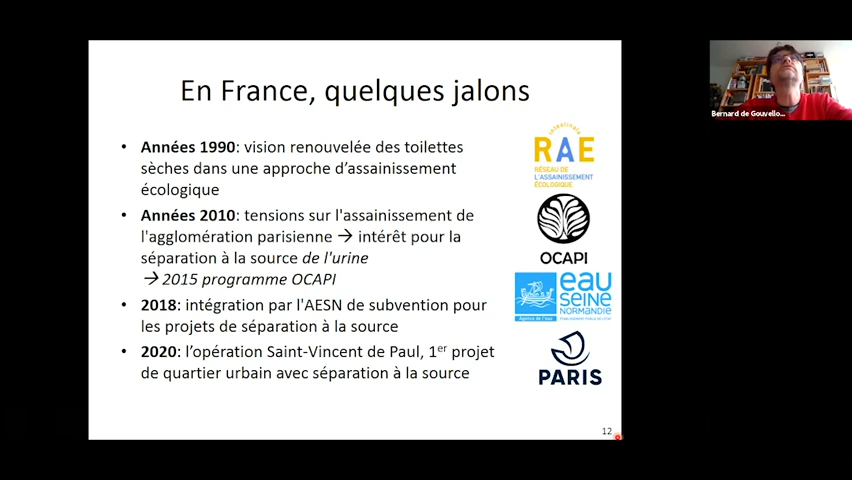 En France, quelques jalons
• Années 1990: vision renouvelée des toilettes
sèches dans une approche d’assainissement
écologique
• Années 2010: tensions sur l'assainissement de
l'agglomération parisienne → intérêt pour la
séparation à la source de l'urine
→ 2015 programme OCAPI
• 2018: intégration par l'AESN de subvention pour
les projets de séparation à la source
• 2020: l’opération Saint-Vincent de Paul, 1er projet
de quartier urbain avec séparation à la source
RAE
RÉSEAU DE
L'ASSAINISSEMENT
ÉCOLOGIQUE
OCAPI
eau
SEINE
NORMANDIE
Agence de l'eau
PARIS
12
Bernard de Gouvello...